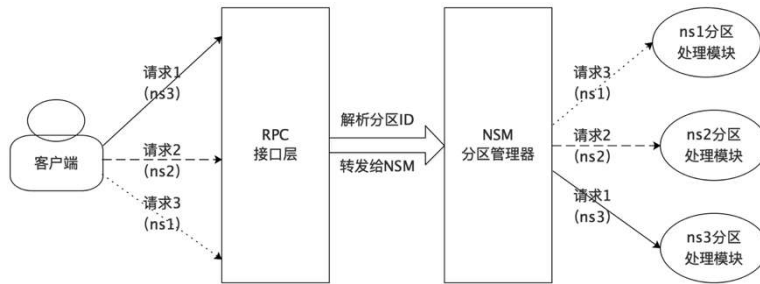 请求1
(ns3)
请求2
(ns2)
请求3
(ns1)
客户端
RPC
接口层
解析分区ID
转发给NSM
NSM
分区管理器
请求3
(ns1)
请求2
(ns2)
请求1
(ns3)
ns1分区
处理模块
ns2分区
处理模块
ns3分区
处理模块